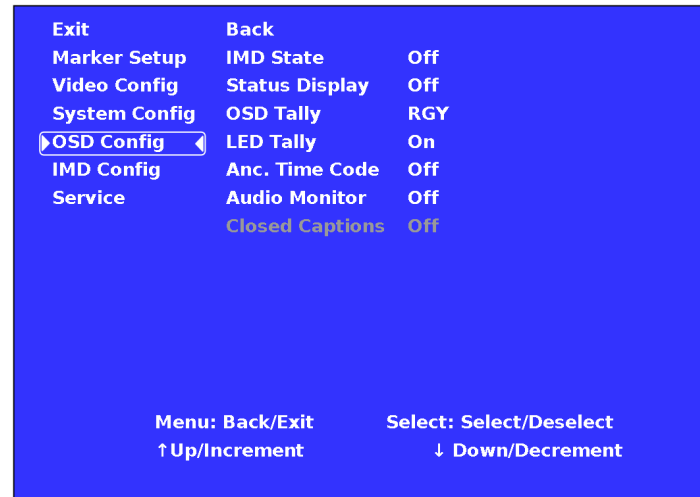 Exit Back
Marker Setup IMD State Off
Video Config Status Display Off
System Config OSD Tally RGY
OSD Config LED Tally On
IMD Config Anc. Time Code Off
Service Audio Monitor Off
Closed Captions Off
Menu: Back/Exit Select: Select/Deselect
↑Up/Increment ↓ Down/Decrement